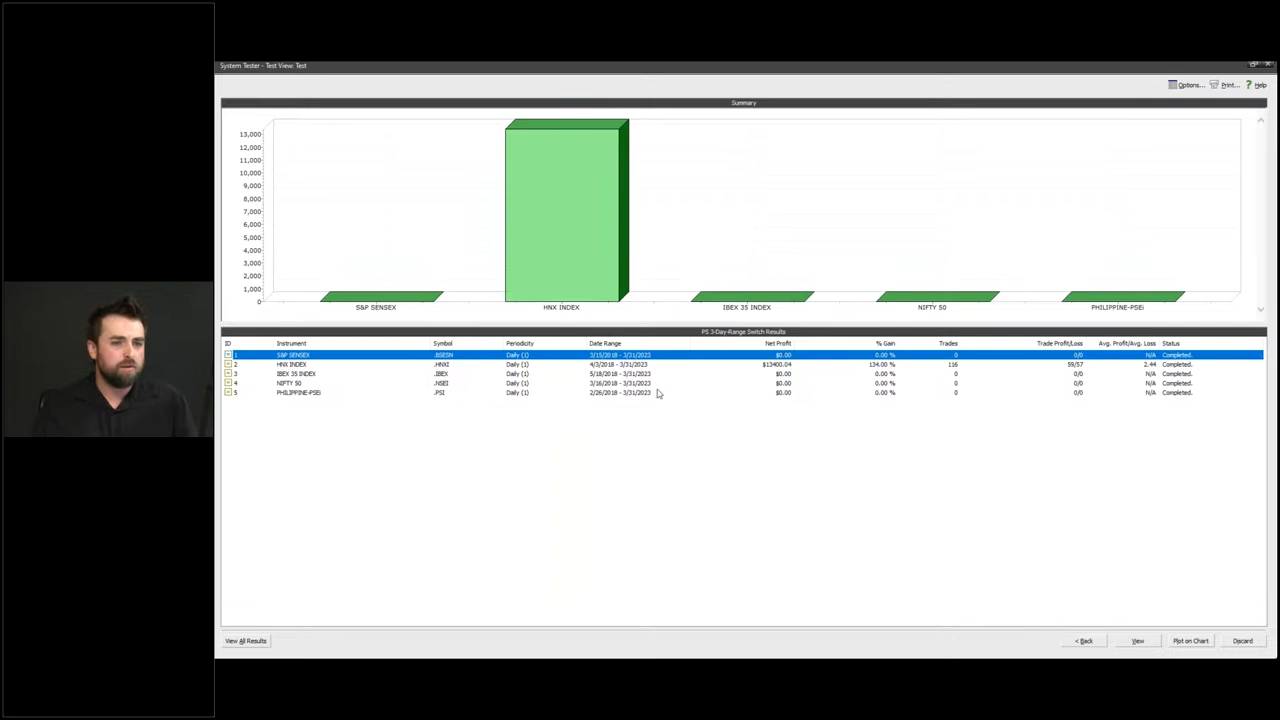 System Tester - Test View: Test
Options... Print... Help
Summary
13,000
12,000
11,000
10,000
9,000
8,000
7,000
6,000
5,000
4,000
3,000
2,000
1,000
0
S&P SENSEX HNX INDEX IBEX 35 INDEX NIFTY 50 PHILIPPINE-PSEi
PS 3-Day-Range Switch Results
ID Instrument Symbol Periodicity Date Range Net Profit % Gain Trades Trade Profit/Loss Avg. Profit/Avg. Loss Status
1 S&P SENSEX .BSESN Daily (1) 3/15/2018 - 3/31/2023 $0.00 0.00 % 0 0/0 N/A Completed.
2 HNX INDEX .HNXI Daily (1) 4/3/2018 - 3/31/2023 $13400.04 134.00 % 116 59/57 2.44 Completed.
3 IBEX 35 INDEX .IBEX Daily (1) 5/18/2018 - 3/31/2023 $0.00 0.00 % 0 0/0 N/A Completed.
4 NIFTY 50 .NSEI Daily (1) 3/16/2018 - 3/31/2023 $0.00 0.00 % 0 0/0 N/A Completed.
5 PHILIPPINE-PSEi .PSI Daily (1) 2/26/2018 - 3/31/2023 $0.00 0.00 % 0 0/0 N/A Completed.
View All Results < Back View Plot on Chart Discard